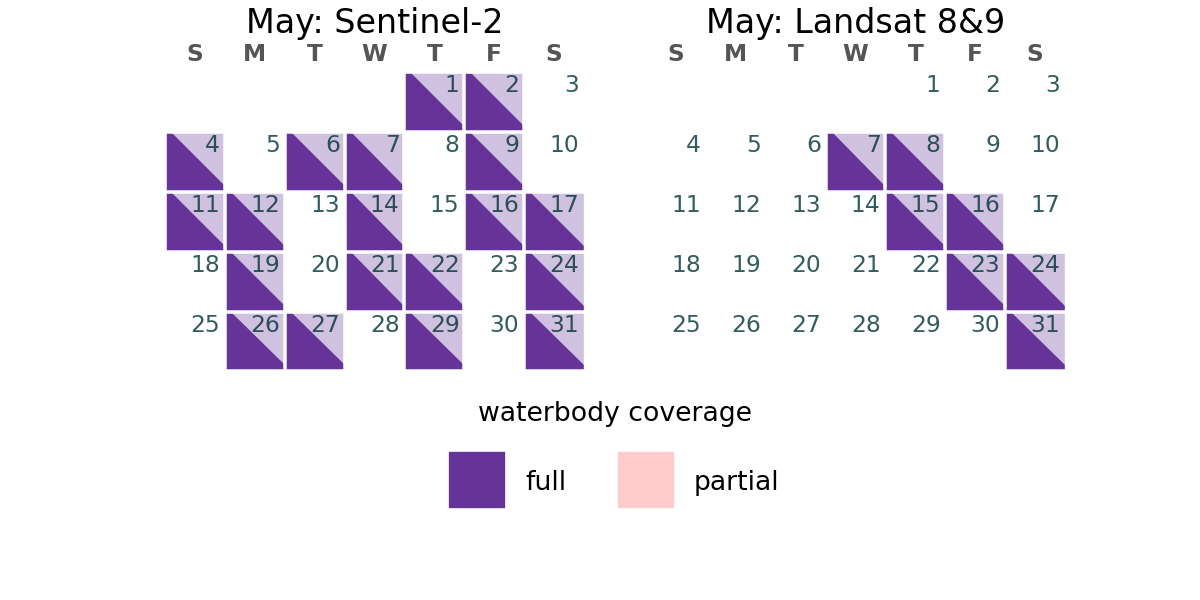 May: Sentinel-2
S M T W T F S
1 2 3
4 5 6 7 8 9 10
11 12 13 14 15 16 17
18 19 20 21 22 23 24
25 26 27 28 29 30 31
May: Landsat 8&9
S M T W T F S
1 2 3
4 5 6 7 8 9 10
11 12 13 14 15 16 17
18 19 20 21 22 23 24
25 26 27 28 29 30 31
waterbody coverage
full partial